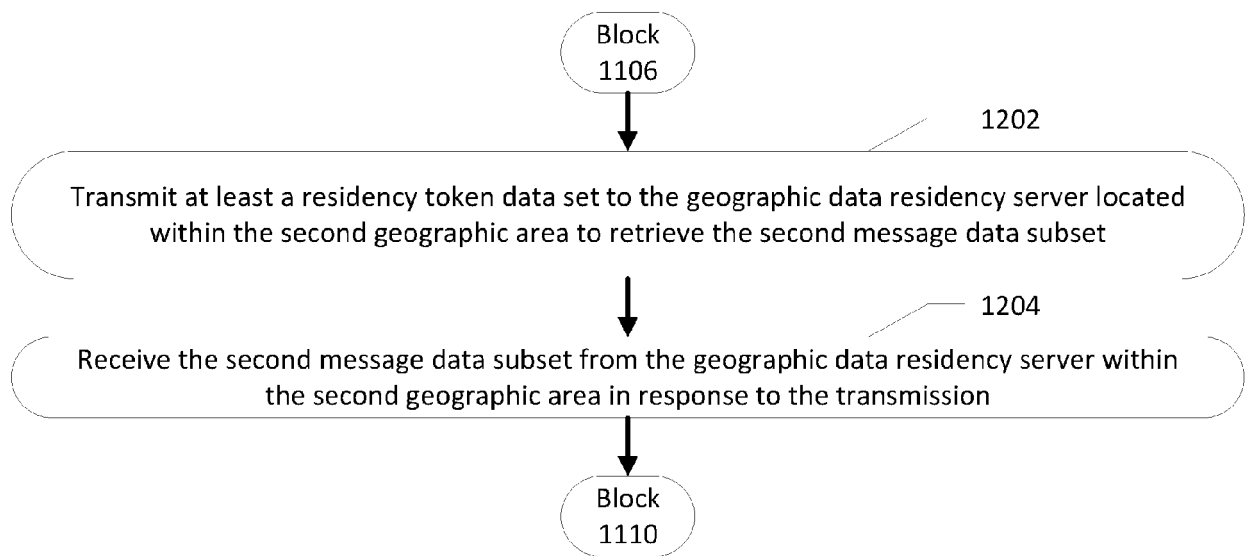 Block
1106
1202
Transmit at least a residency token data set to the geographic data residency server located
within the second geographic area to retrieve the second message data subset
1204
Receive the second message data subset from the geographic data residency server within
the second geographic area in response to the transmission
Block
1110